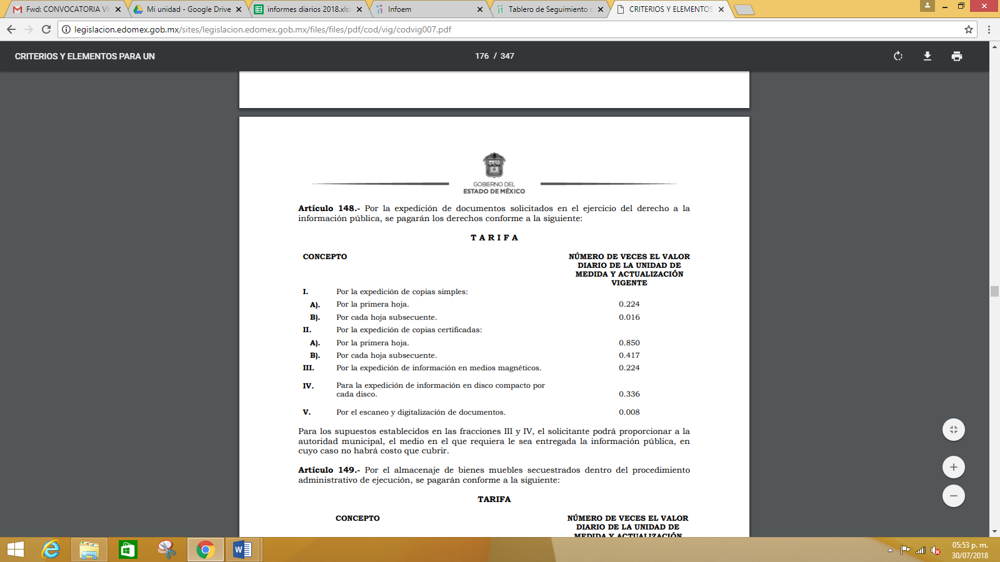 Fwd: CONVOCATORIA VI
Mi unidad - Google Drive
informes diarios 2018.xls
Infoem
Tablero de Seguimiento
CRITERIOS Y ELEMENTOS
legislacion.edomex.gob.mx/sites/legislacion.edomex.gob.mx/files/files/pdf/cod/vig/codvig007.pdf
CRITERIOS Y ELEMENTOS PARA UN
176 / 347
GOBIERNO DEL
ESTADO DE MÉXICO
Artículo 148.- Por la expedición de documentos solicitados en el ejercicio del derecho a la
información pública, se pagarán los derechos conforme a la siguiente:
T A R I F A
CONCEPTO
NÚMERO DE VECES EL VALOR
DIARIO DE LA UNIDAD DE
MEDIDA Y ACTUALIZACIÓN
VIGENTE
I. Por la expedición de copias simples:
A). Por la primera hoja. 0.224
B). Por cada hoja subsecuente. 0.016
II. Por la expedición de copias certificadas:
A). Por la primera hoja. 0.850
B). Por cada hoja subsecuente. 0.417
III. Por la expedición de información en medios magnéticos. 0.224
IV. Para la expedición de información en disco compacto por
cada disco. 0.336
V. Por el escaneo y digitalización de documentos. 0.008
Para los supuestos establecidos en las fracciones III y IV, el solicitante podrá proporcionar a la
autoridad municipal, el medio en el que requiera le sea entregada la información pública, en
cuyo caso no habrá costo que cubrir.
Artículo 149.- Por el almacenaje de bienes muebles secuestrados dentro del procedimiento
administrativo de ejecución, se pagarán conforme a la siguiente:
TARIFA
CONCEPTO
NÚMERO DE VECES EL VALOR
DIARIO DE LA UNIDAD DE
MEDIDA Y ACTUALIZACIÓN
05:53 p. m.
30/07/2018